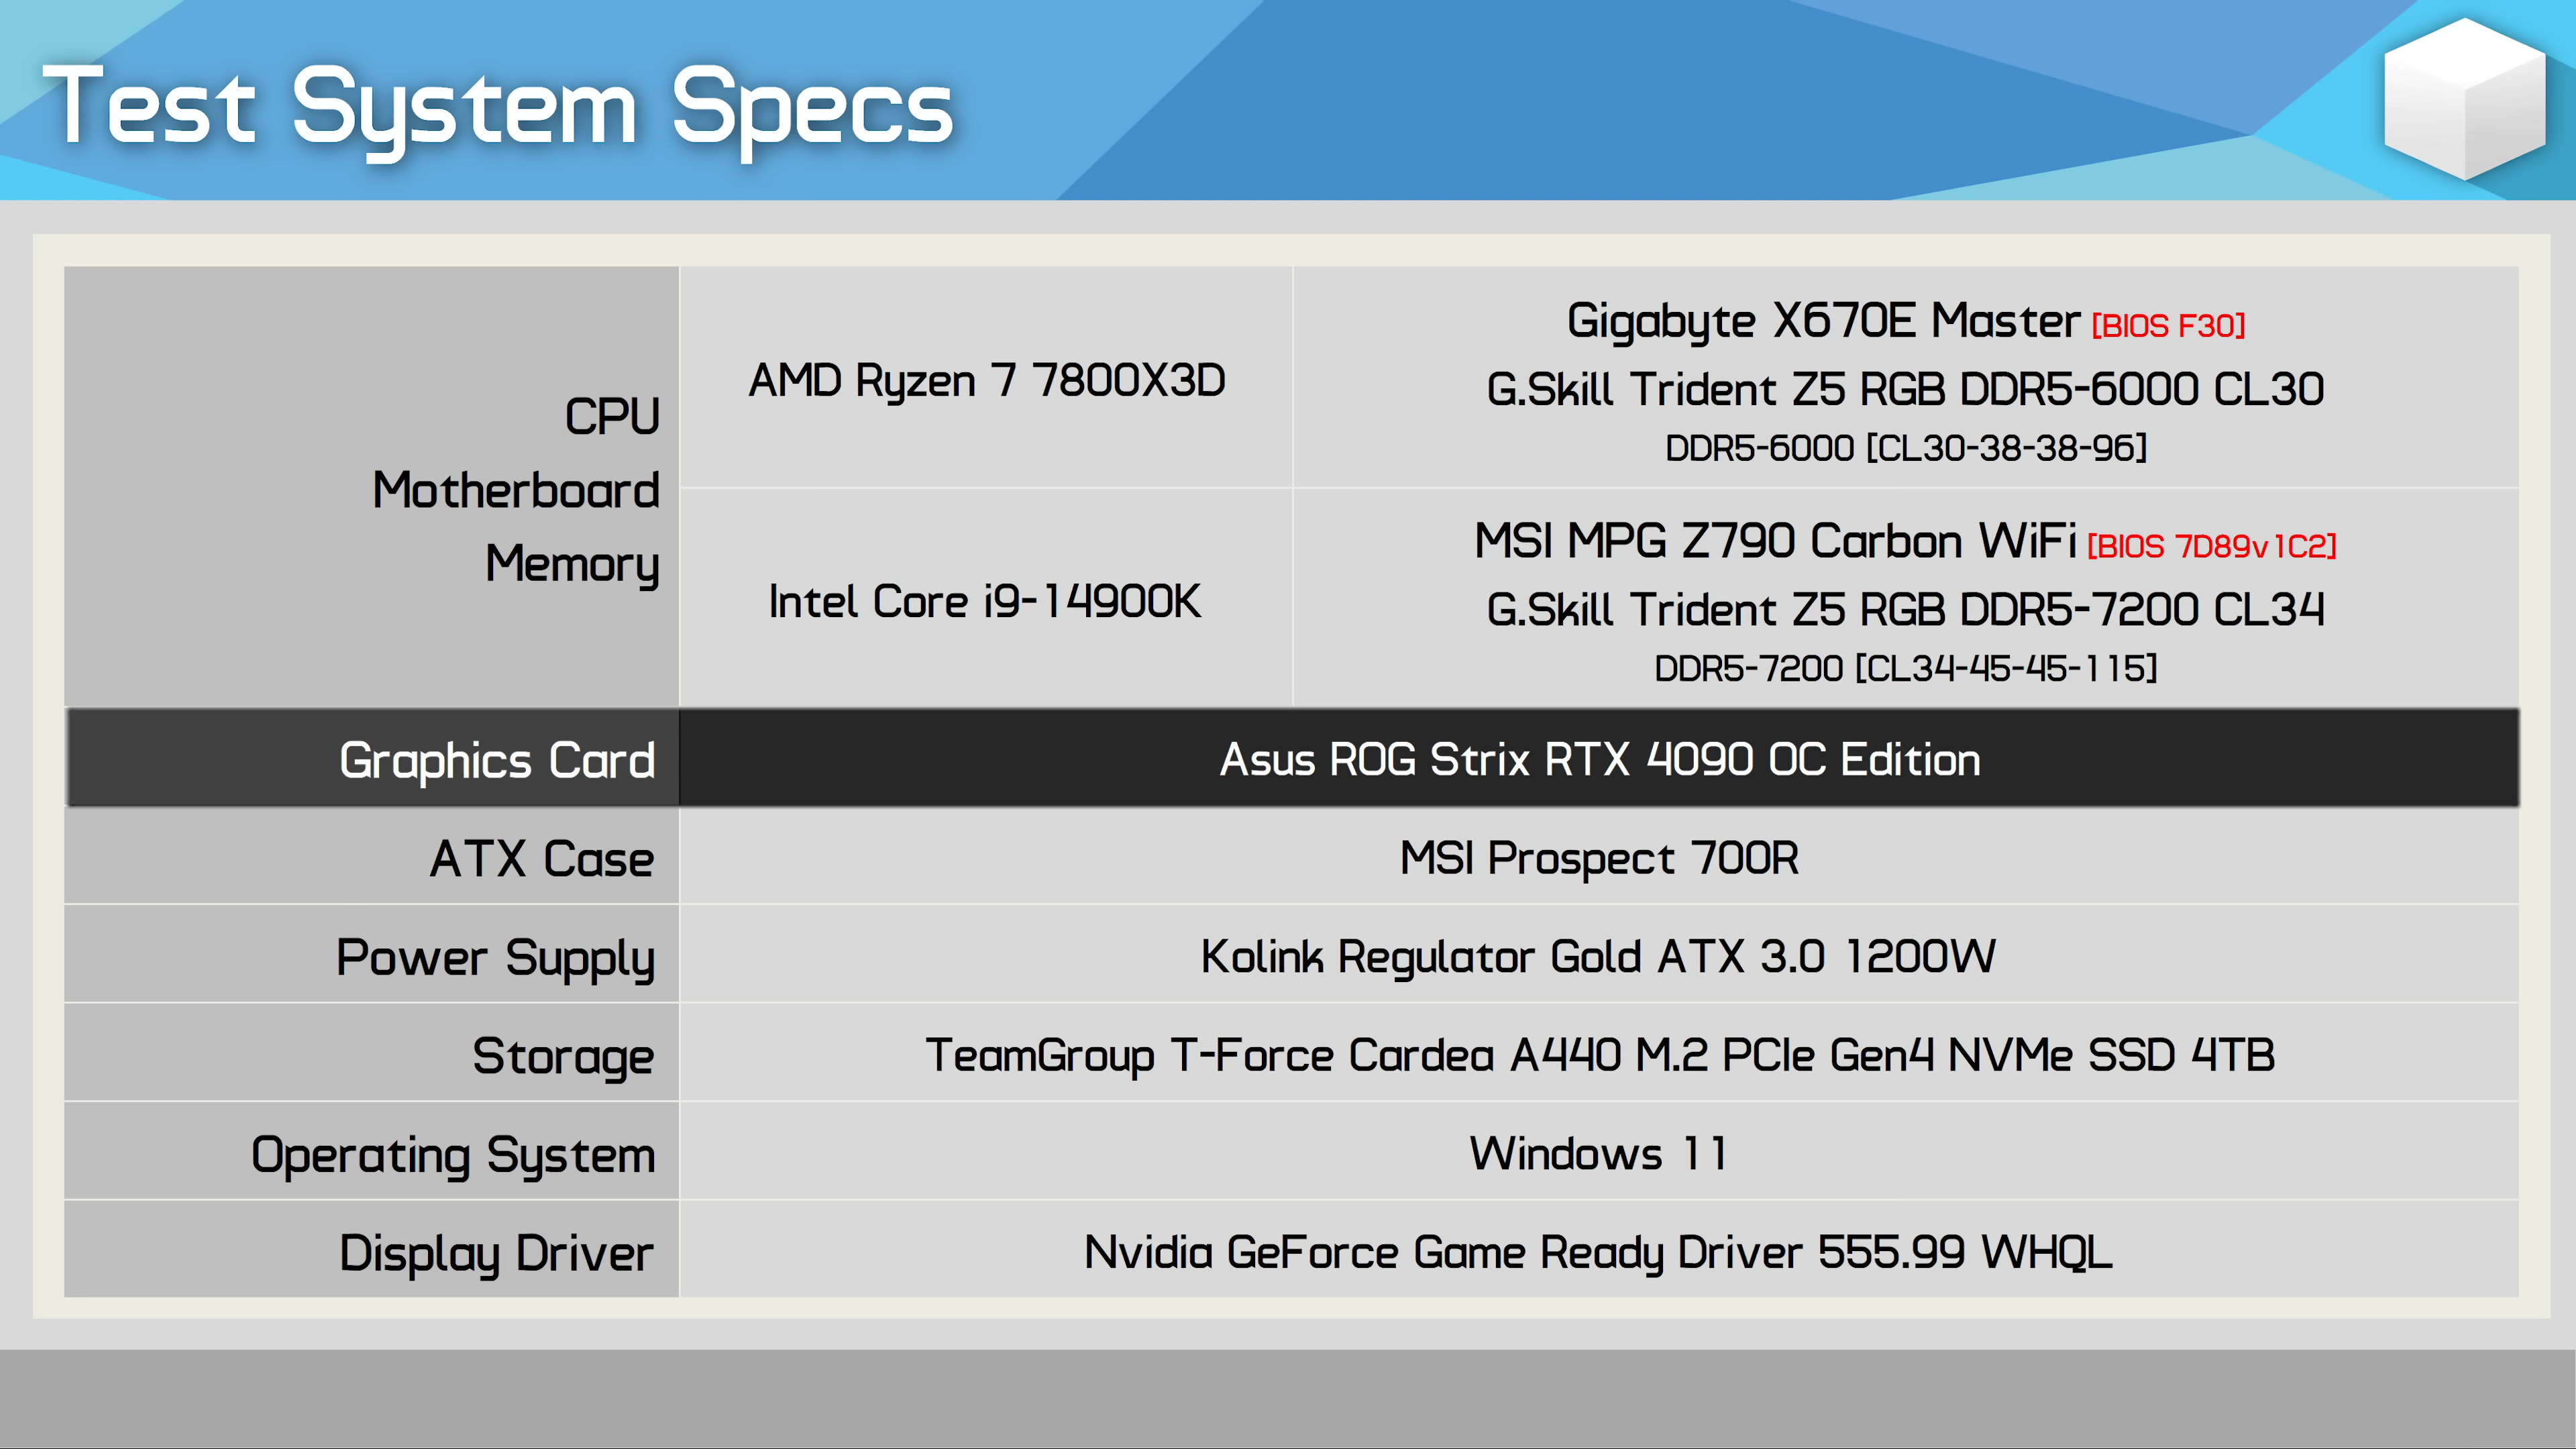 Test System Specs
CPU
Motherboard
Memory
AMD Ryzen 7 7800X3D
Gigabyte X670E Master [BIOS F30]
G.Skill Trident Z5 RGB DDR5-6000 CL30
DDR5-6000 [CL30-38-38-96]
Intel Core i9-14900K
MSI MPG Z790 Carbon WiFi [BIOS 7D89v1C2]
G.Skill Trident Z5 RGB DDR5-7200 CL34
DDR5-7200 [CL34-45-45-115]
Graphics Card
Asus ROG Strix RTX 4090 OC Edition
ATX Case
MSI Prospect 700R
Power Supply
Kolink Regulator Gold ATX 3.0 1200W
Storage
TeamGroup T-Force Cardea A440 M.2 PCIe Gen4 NVMe SSD 4TB
Operating System
Windows 11
Display Driver
Nvidia GeForce Game Ready Driver 555.99 WHQL